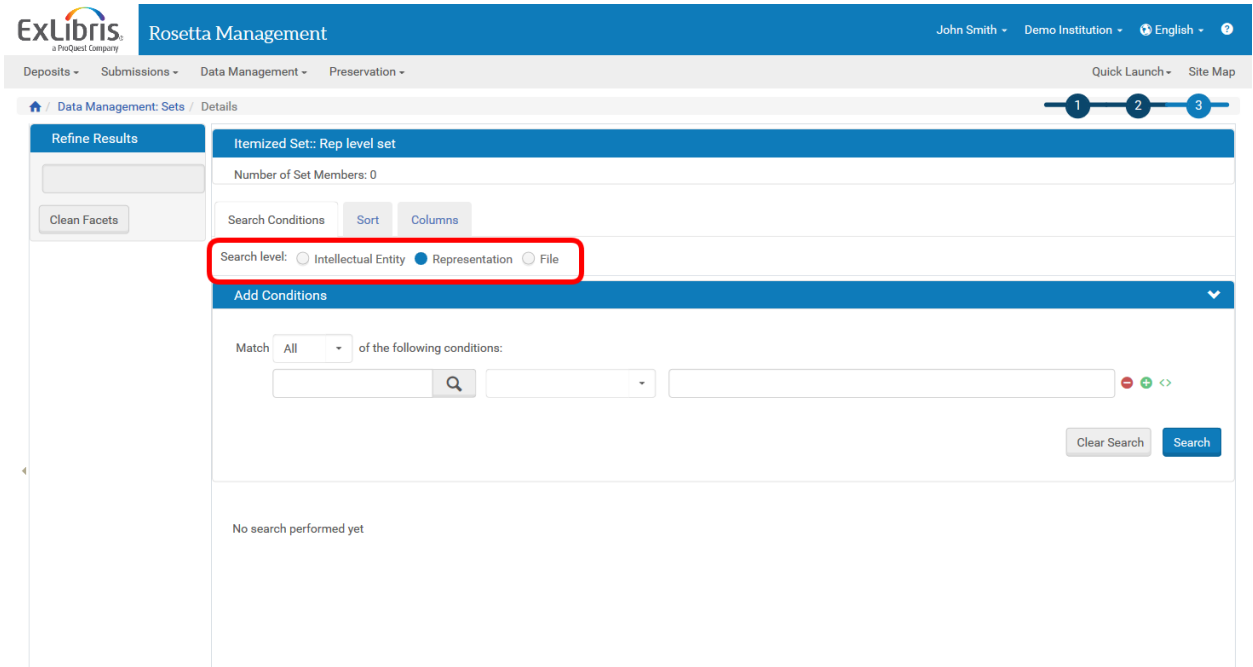 ExLibris
a ProQuest Company
Rosetta Management
John Smith Demo Institution English ?
Deposits Submissions Data Management Preservation Quick Launch Site Map
/ Data Management: Sets / Details
1 2 3
Refine Results
Clean Facets
Itemized Set:: Rep level set
Number of Set Members: 0
Search Conditions Sort Columns
Search level: Intellectual Entity Representation File
Add Conditions
Match All of the following conditions:
Clear Search Search
No search performed yet